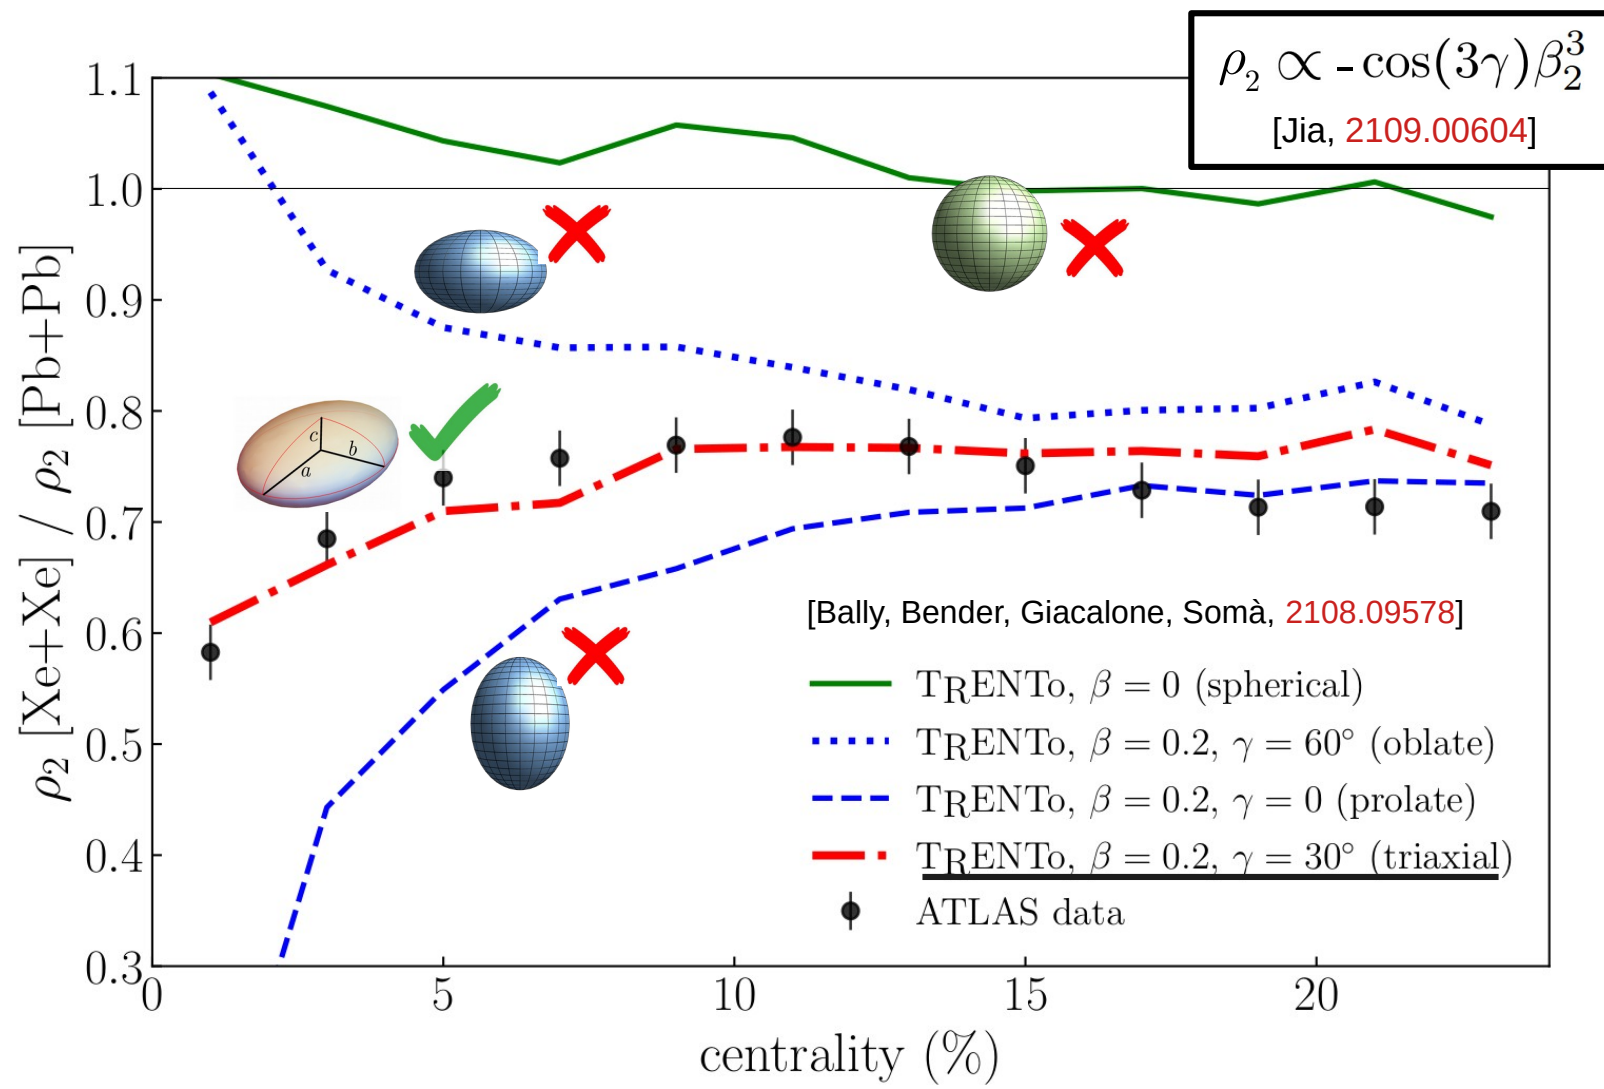 ρ₂ ∝ -cos(3γ)β₂³
[Jia, 2109.00604]
1.1
1.0
0.9
0.8
0.7
0.6
0.5
0.4
0.3
ρ₂ [Xe+Xe] / ρ₂ [Pb+Pb]
c
b
a
[Bally, Bender, Giacalone, Somà, 2108.09578]
TRENTo, β = 0 (spherical)
TRENTo, β = 0.2, γ = 60° (oblate)
TRENTo, β = 0.2, γ = 0 (prolate)
TRENTo, β = 0.2, γ = 30° (triaxial)
ATLAS data
0 5 10 15 20
centrality (%)